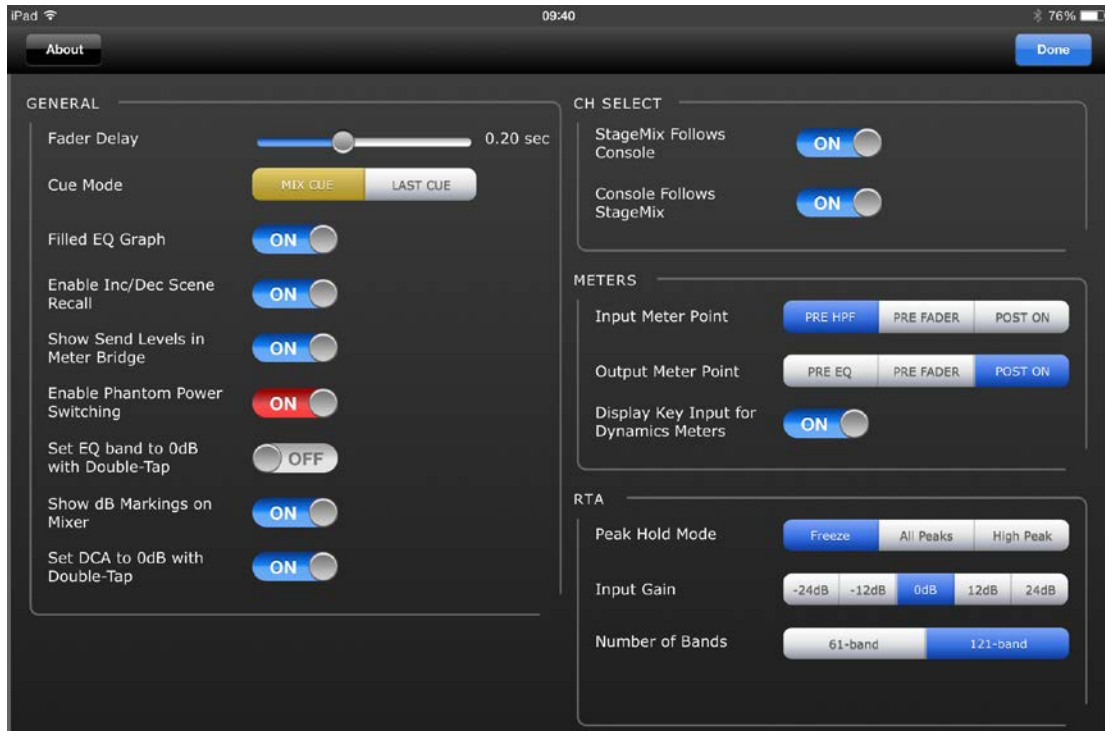 iPad 09:40 76%
About Done
GENERAL
Fader Delay 0.20 sec
Cue Mode MIX CUE LAST CUE
Filled EQ Graph ON
Enable Inc/Dec Scene
Recall ON
Show Send Levels in
Meter Bridge ON
Enable Phantom Power
Switching ON
Set EQ band to 0dB
with Double-Tap OFF
Show dB Markings on
Mixer ON
Set DCA to 0dB with
Double-Tap ON
CH SELECT
StageMix Follows
Console ON
Console Follows
StageMix ON
METERS
Input Meter Point PRE HPF PRE FADER POST ON
Output Meter Point PRE EQ PRE FADER POST ON
Display Key Input for
Dynamics Meters ON
RTA
Peak Hold Mode Freeze All Peaks High Peak
Input Gain -24dB -12dB 0dB 12dB 24dB
Number of Bands 61-band 121-band